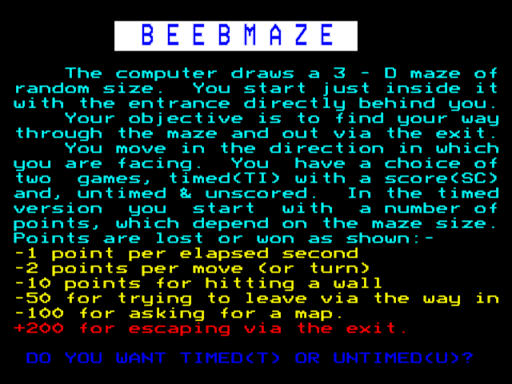 BEEBMAZE
The computer draws a 3 - D maze of
random size. You start just inside it
with the entrance directly behind you.
Your objective is to find your way
through the maze and out via the exit.
You move in the direction in which
you are facing. You have a choice of
two games, timed(TI) with a score(SC)
and, untimed & unscored. In the timed
version you start with a number of
points, which depend on the maze size.
Points are lost or won as shown:-
-1 point per elapsed second
-2 points per move (or turn)
-10 points for hitting a wall
-50 for trying to leave via the way in
-100 for asking for a map.
+200 for escaping via the exit.
DO YOU WANT TIMED(T) OR UNTIMED(U)?